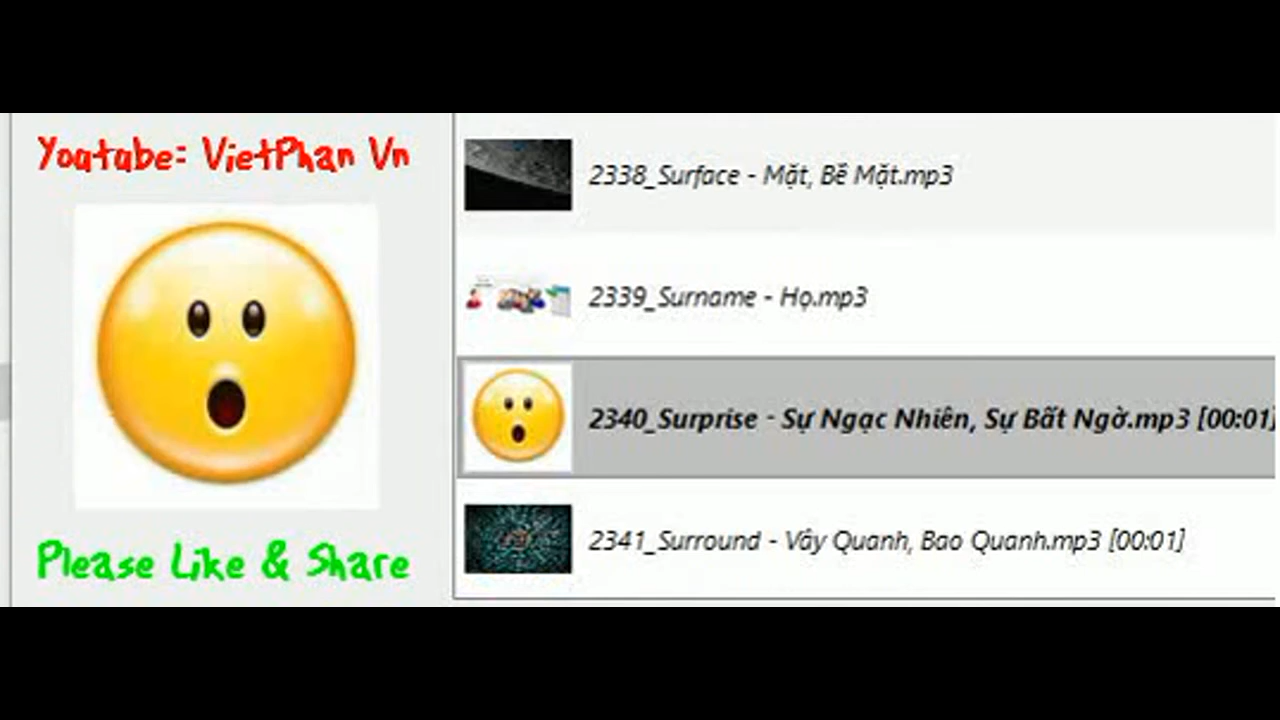 Youtube: VietPhan Vn
Please Like & Share
2338_Surface - Mặt, Bề Mặt.mp3
2339_Surname - Họ.mp3
2340_Surprise - Sự Ngạc Nhiên, Sự Bất Ngờ.mp3 [00:01]
2341_Surround - Vây Quanh, Bao Quanh.mp3 [00:01]